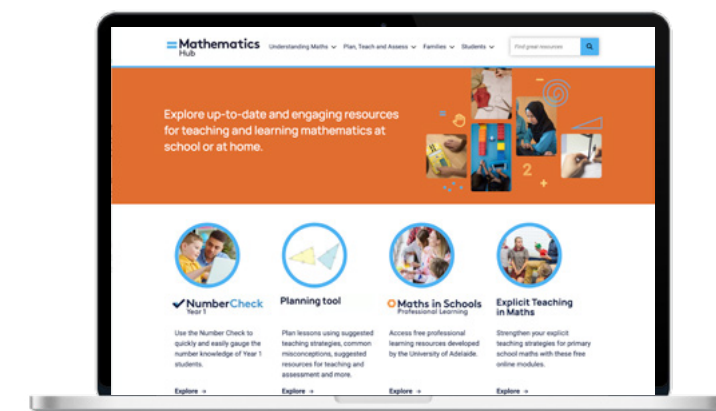 Mathematics
Hub
Understanding Maths
Plan, Teach and Assess
Families
Students
Find great resources
Explore up-to-date and engaging resources
for teaching and learning mathematics at
school or at home.
2
NumberCheck
Year 1
Use the Number Check to
quickly and easily gauge the
number knowledge of Year 1
students.
Explore →
Planning tool
Plan lessons using suggested
teaching strategies, common
misconceptions, suggested
resources for teaching and
assessment and more.
Explore →
Maths in Schools
Professional Learning
Access free professional
learning resources developed
by the University of Adelaide.
Explore →
Explicit Teaching
in Maths
Strengthen your explicit
teaching strategies for primary
school maths with these free
online modules.
Explore →